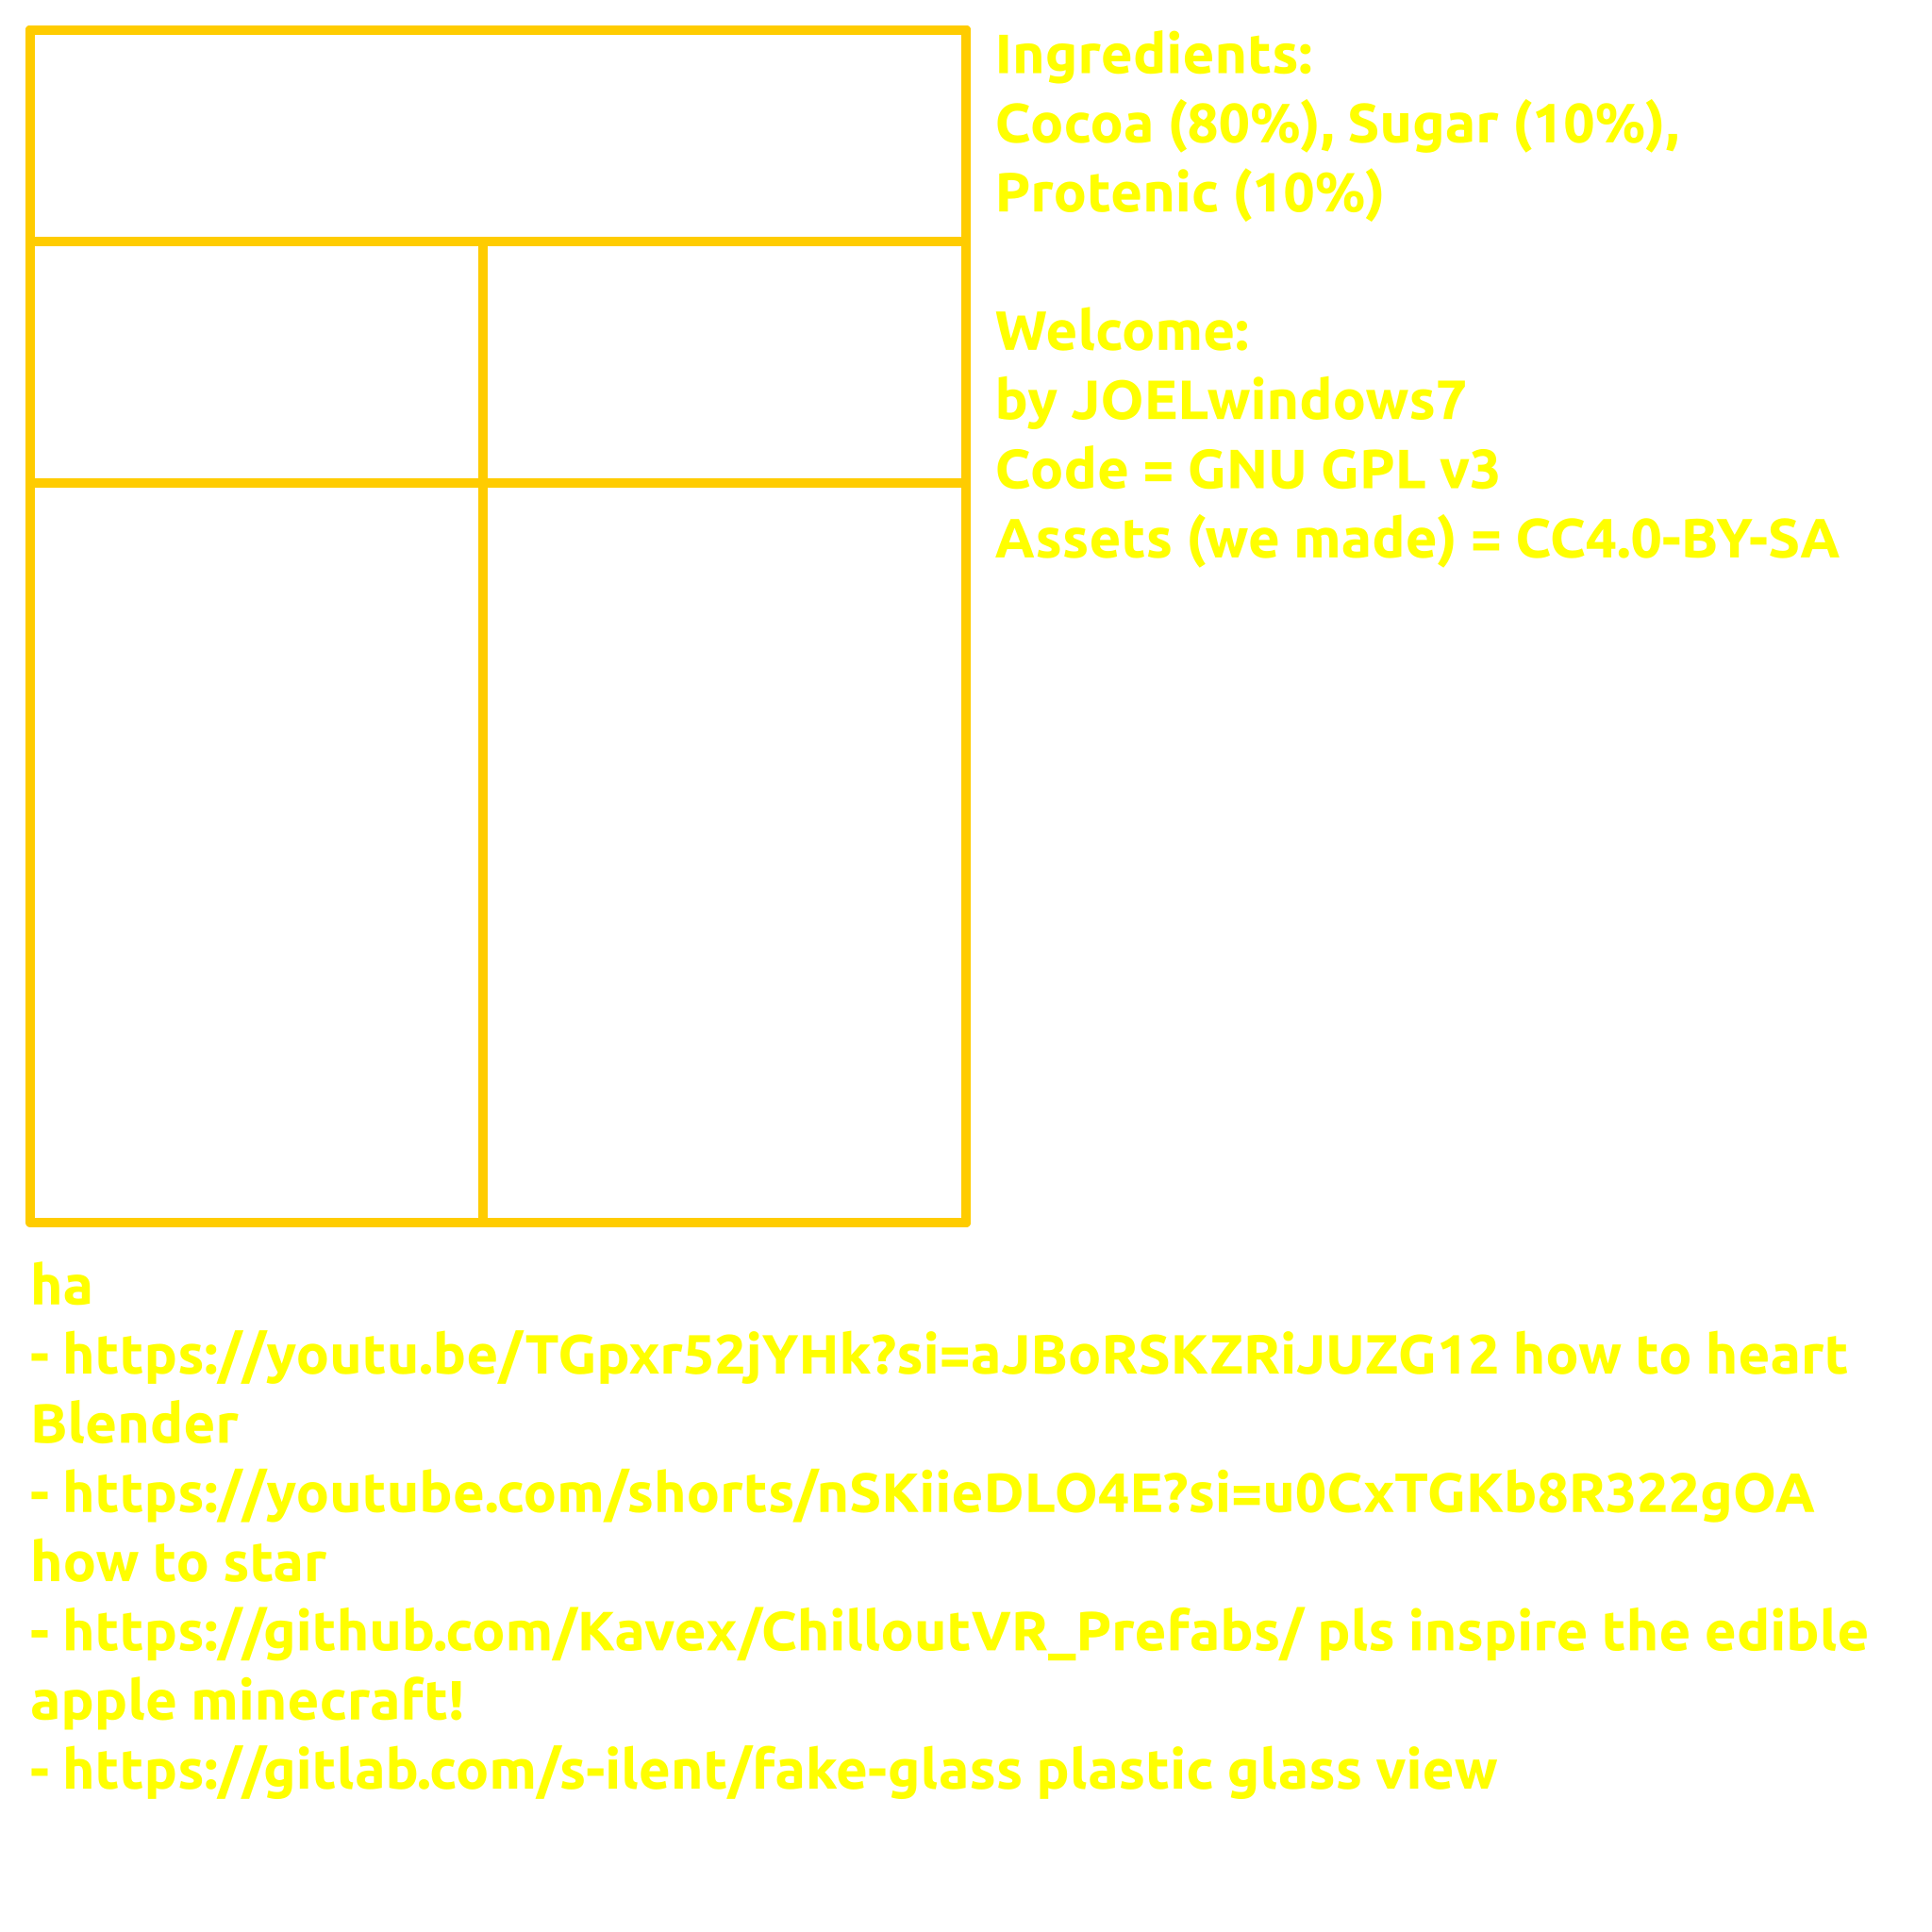 Ingredients:
Cocoa (80%), Sugar (10%),
Protenic (10%)
Welcome:
by JOELwindows7
Code = GNU GPL v3
Assets (we made) = CC4.0-BY-SA
ha
- https://youtu.be/TGpxr52jYHk?si=aJBoRSKZRiJUUZG12 how to heart
Blender
- https://youtube.com/shorts/nSKiieDLO4E?si=u0CxTGKb8R322gOA
how to star
- https://github.com/Kavex/ChilloutVR_Prefabs/ pls inspire the edible
apple minecraft!
- https://gitlab.com/s-ilent/fake-glass plastic glass view